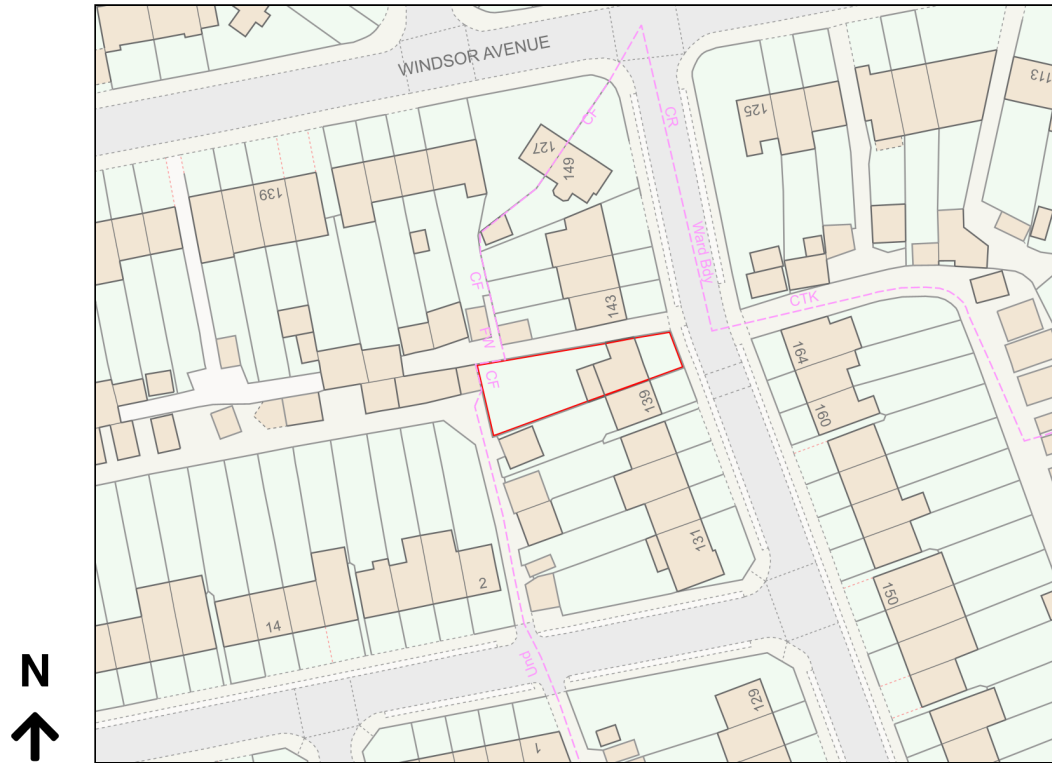 WINDSOR AVENUE
113
CF
CR
125
127
149
139
Ward Bdy
CF
CTK
143
FW
CF
164
139
160
131
2
150
14
Und
129
1
N